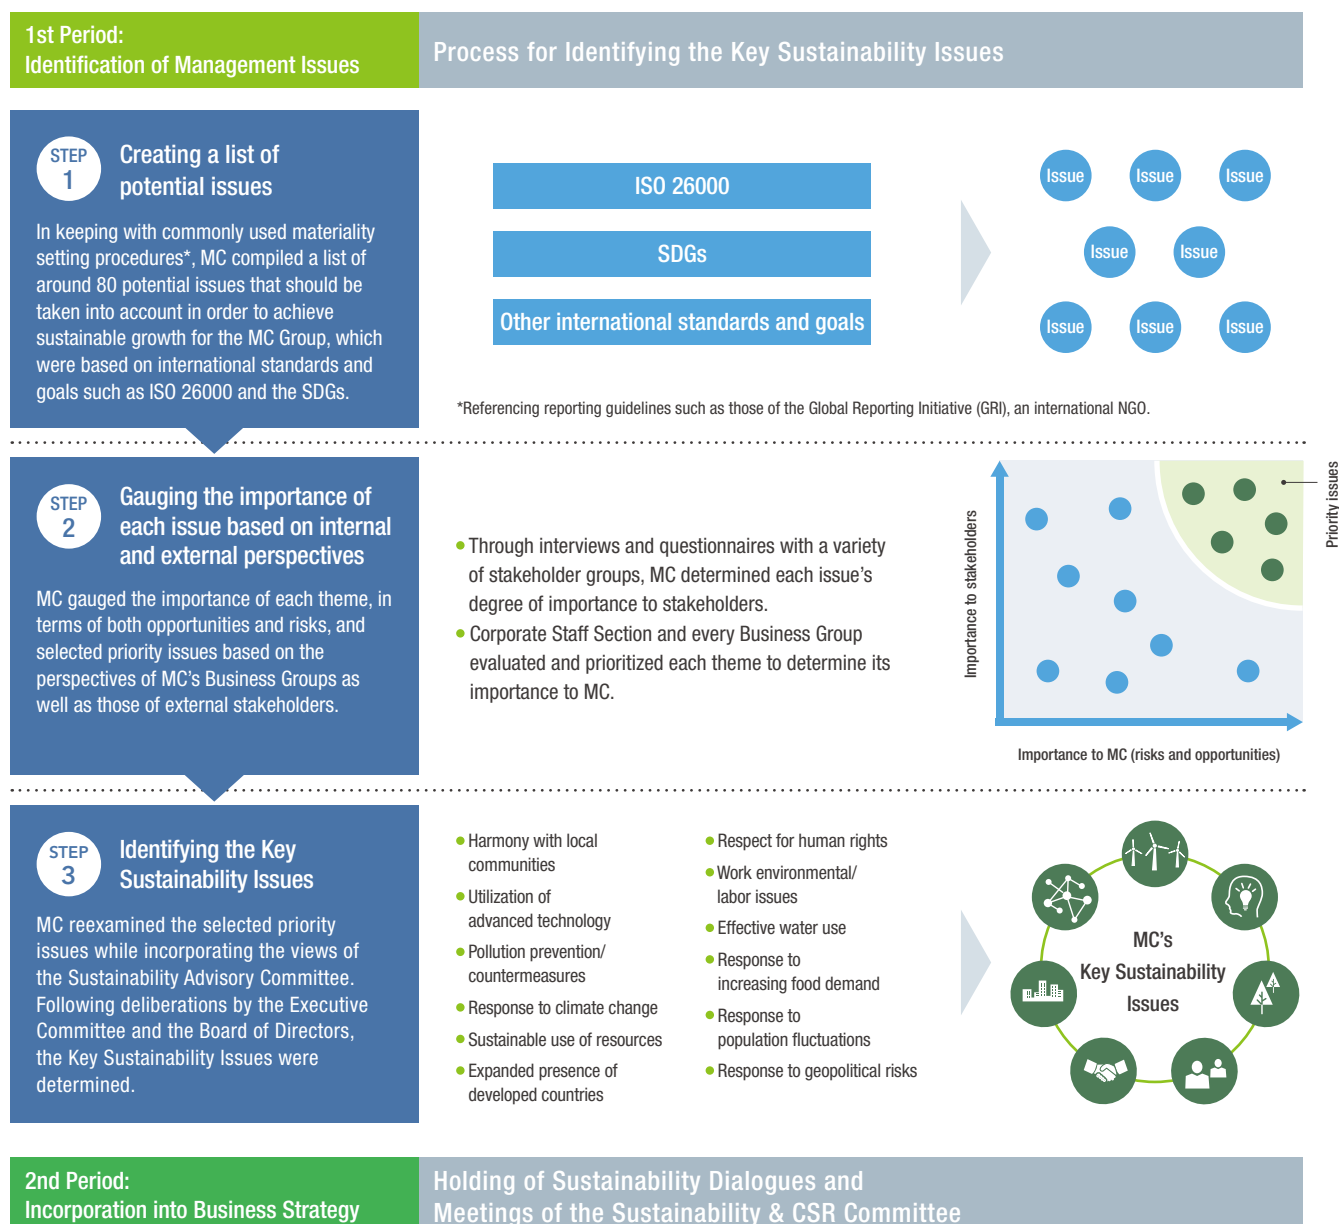 1st Period:
Identification of Management Issues
Process for Identifying the Key Sustainability Issues
STEP
1
Creating a list of
potential issues
In keeping with commonly used materiality
setting procedures*, MC compiled a list of
around 80 potential issues that should be
taken into account in order to achieve
sustainable growth for the MC Group, which
were based on international standards and
goals such as ISO 26000 and the SDGs.
ISO 26000
SDGs
Other international standards and goals
Issue
Issue
Issue
Issue
Issue
Issue
Issue
Issue
*Referencing reporting guidelines such as those of the Global Reporting Initiative (GRI), an international NGO.
STEP
2
Gauging the importance of
each issue based on internal
and external perspectives
MC gauged the importance of each theme, in
terms of both opportunities and risks, and
selected priority issues based on the
perspectives of MC's Business Groups as
well as those of external stakeholders.
• Through interviews and questionnaires with a variety
of stakeholder groups, MC determined each issue's
degree of importance to stakeholders.
• Corporate Staff Section and every Business Group
evaluated and prioritized each theme to determine its
importance to MC.
Importance to stakeholders
Priority issues
Importance to MC (risks and opportunities)
STEP
3
Identifying the Key
Sustainability Issues
MC reexamined the selected priority
issues while incorporating the views of
the Sustainability Advisory Committee.
Following deliberations by the Executive
Committee and the Board of Directors,
the Key Sustainability Issues were
determined.
• Harmony with local
communities
• Utilization of
advanced technology
• Pollution prevention/
countermeasures
• Response to climate change
• Sustainable use of resources
• Expanded presence of
developed countries
• Respect for human rights
• Work environmental/
labor issues
• Effective water use
• Response to
increasing food demand
• Response to
population fluctuations
• Response to geopolitical risks
MC's
Key Sustainability
Issues
2nd Period:
Incorporation into Business Strategy
Holding of Sustainability Dialogues and
Meetings of the Sustainability & CSR Committee